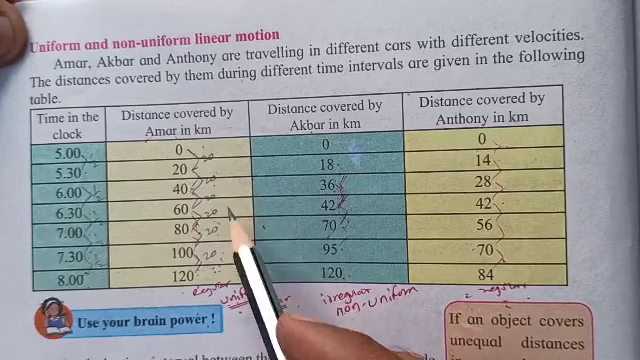 Uniform and non-uniform linear motion
Amar, Akbar and Anthony are travelling in different cars with different velocities.
The distances covered by them during different time intervals are given in the following
table.
Time in the clock | Distance covered by Amar in km | Distance covered by Akbar in km | Distance covered by Anthony in km
5.00 | 0 | 0 | 0
5.30 | 20 | 18 | 14
6.00 | 40 | 36 | 28
6.30 | 60 | 42 | 42
7.00 | 80 | 70 | 56
7.30 | 100 | 95 | 70
8.00 | 120 | 120 | 84
20
20
20
20
20
Regular
irregular
non-uniform
regular
Use your brain power !
If an object covers
unequal distances